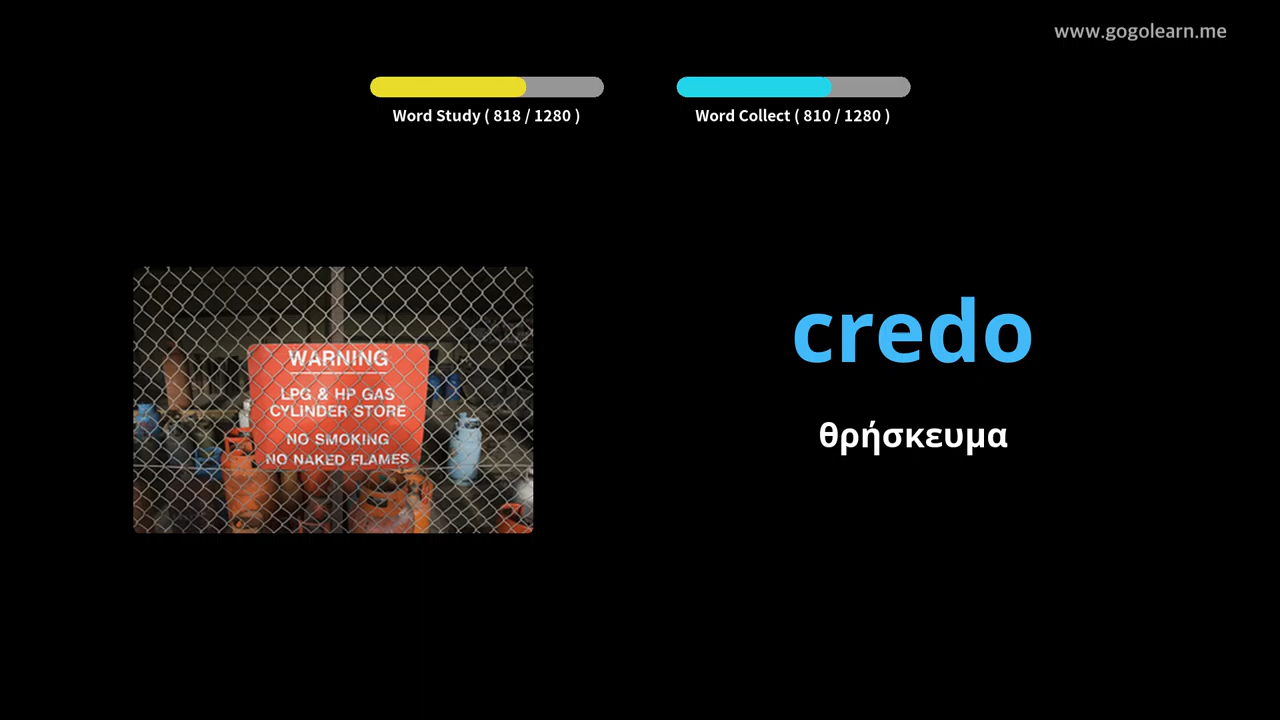 www.gogolearn.me
Word Study ( 818 / 1280 )
Word Collect ( 810 / 1280 )
WARNING
LPG & HP GAS
CYLINDER STORE
NO SMOKING
NO NAKED FLAMES
credo
θρήσκευμα